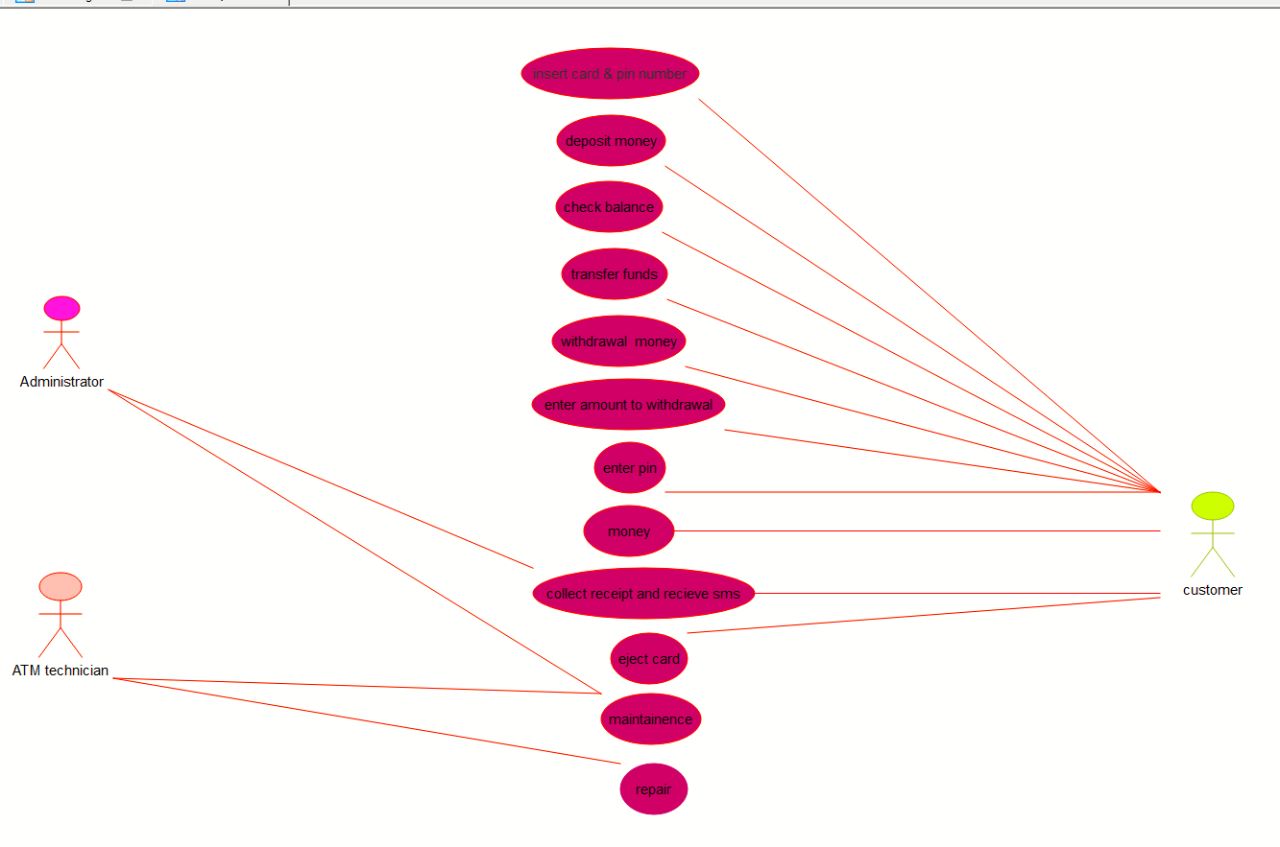 insert card & pin number
deposit money
check balance
transfer funds
withdrawal money
enter amount to withdrawal
enter pin
money
collect receipt and recieve sms
eject card
maintainence
repair
Administrator
ATM technician
customer